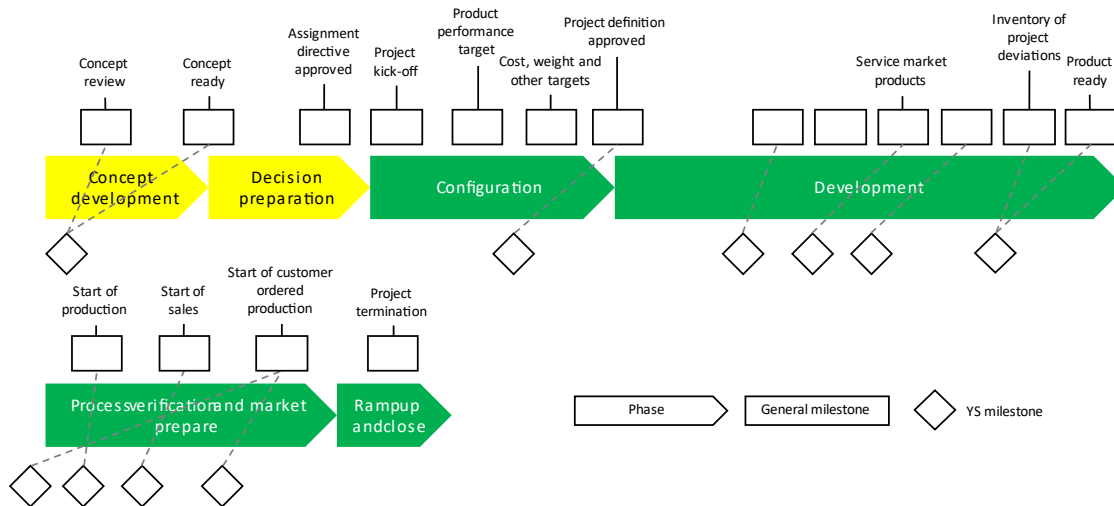 Concept
review
Concept
ready
Assignment
directive
approved
Project
kick-off
Product
performance
target
Cost, weight and
other targets
Project definition
approved
Service market
products
Inventory of
project
deviations
Product
ready
Concept
development
Decision
preparation
Configuration
Development
Start of
production
Start of
sales
Start of customer
ordered
production
Project
termination
Processverificationand market
prepare
Rampup
andclose
Phase
General milestone
YS milestone